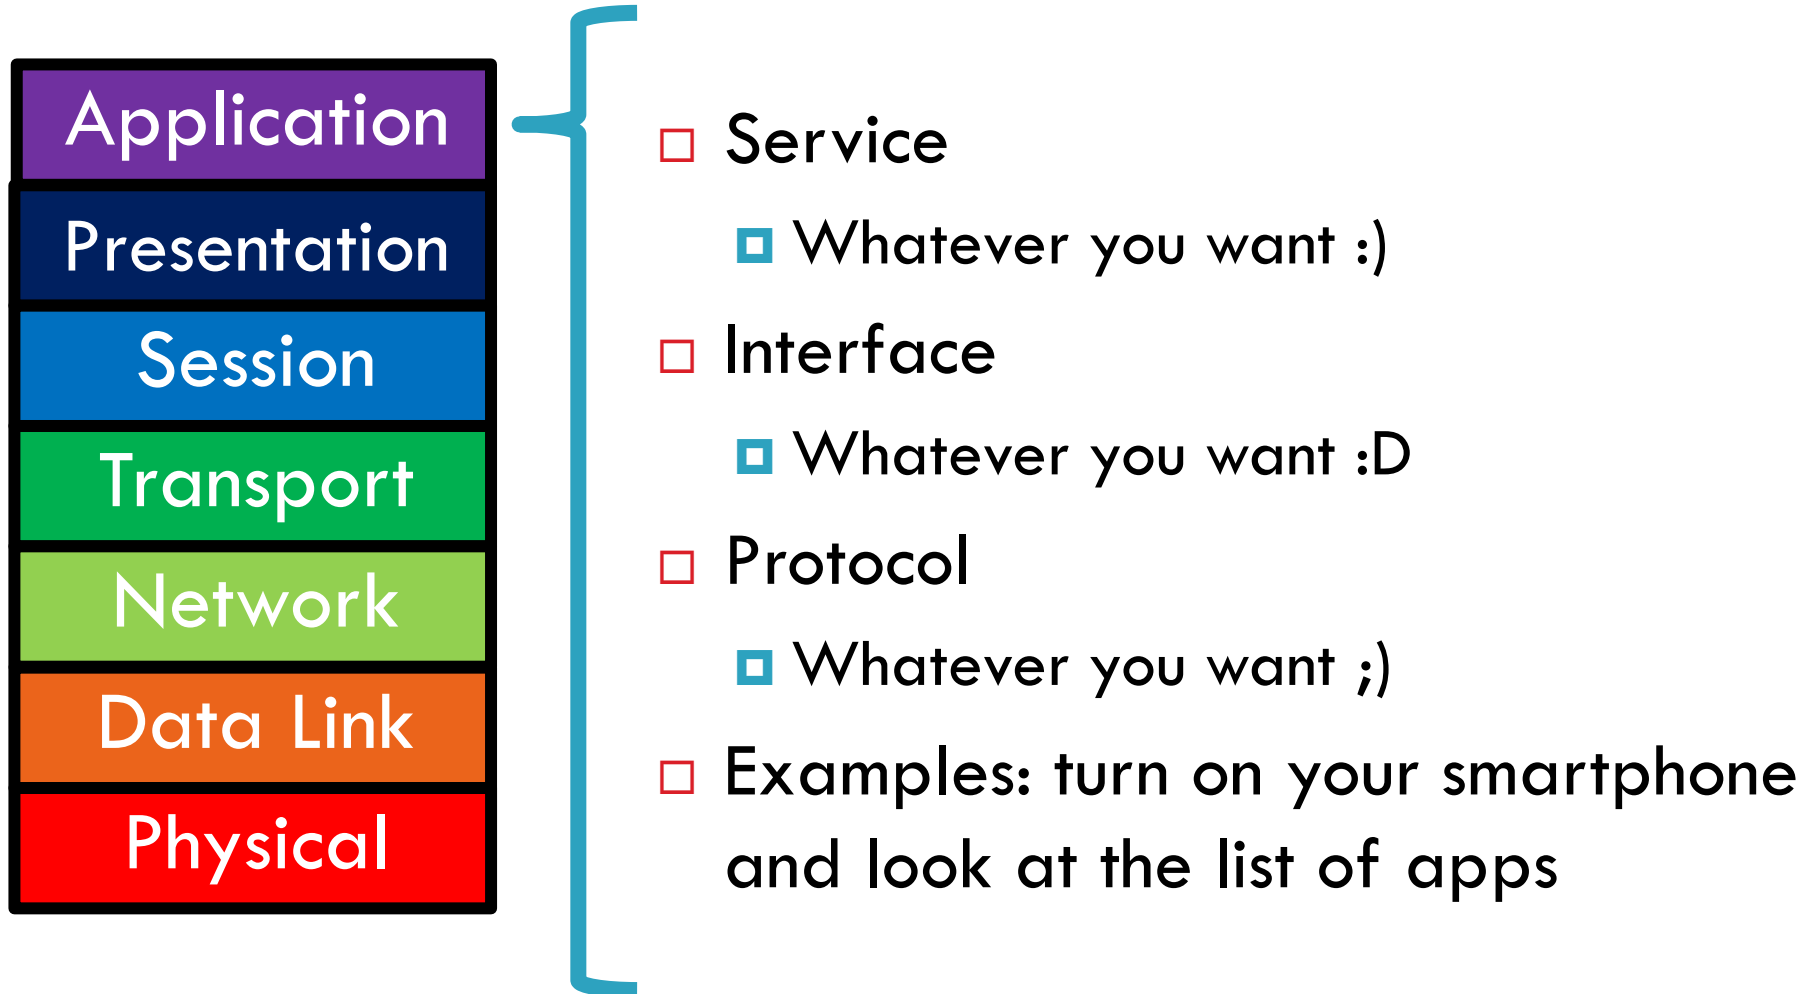 Application
Presentation
Session
Transport
Network
Data Link
Physical
Service
Whatever you want :)
Interface
Whatever you want :D
Protocol
Whatever you want ;)
Examples: turn on your smartphone
and look at the list of apps